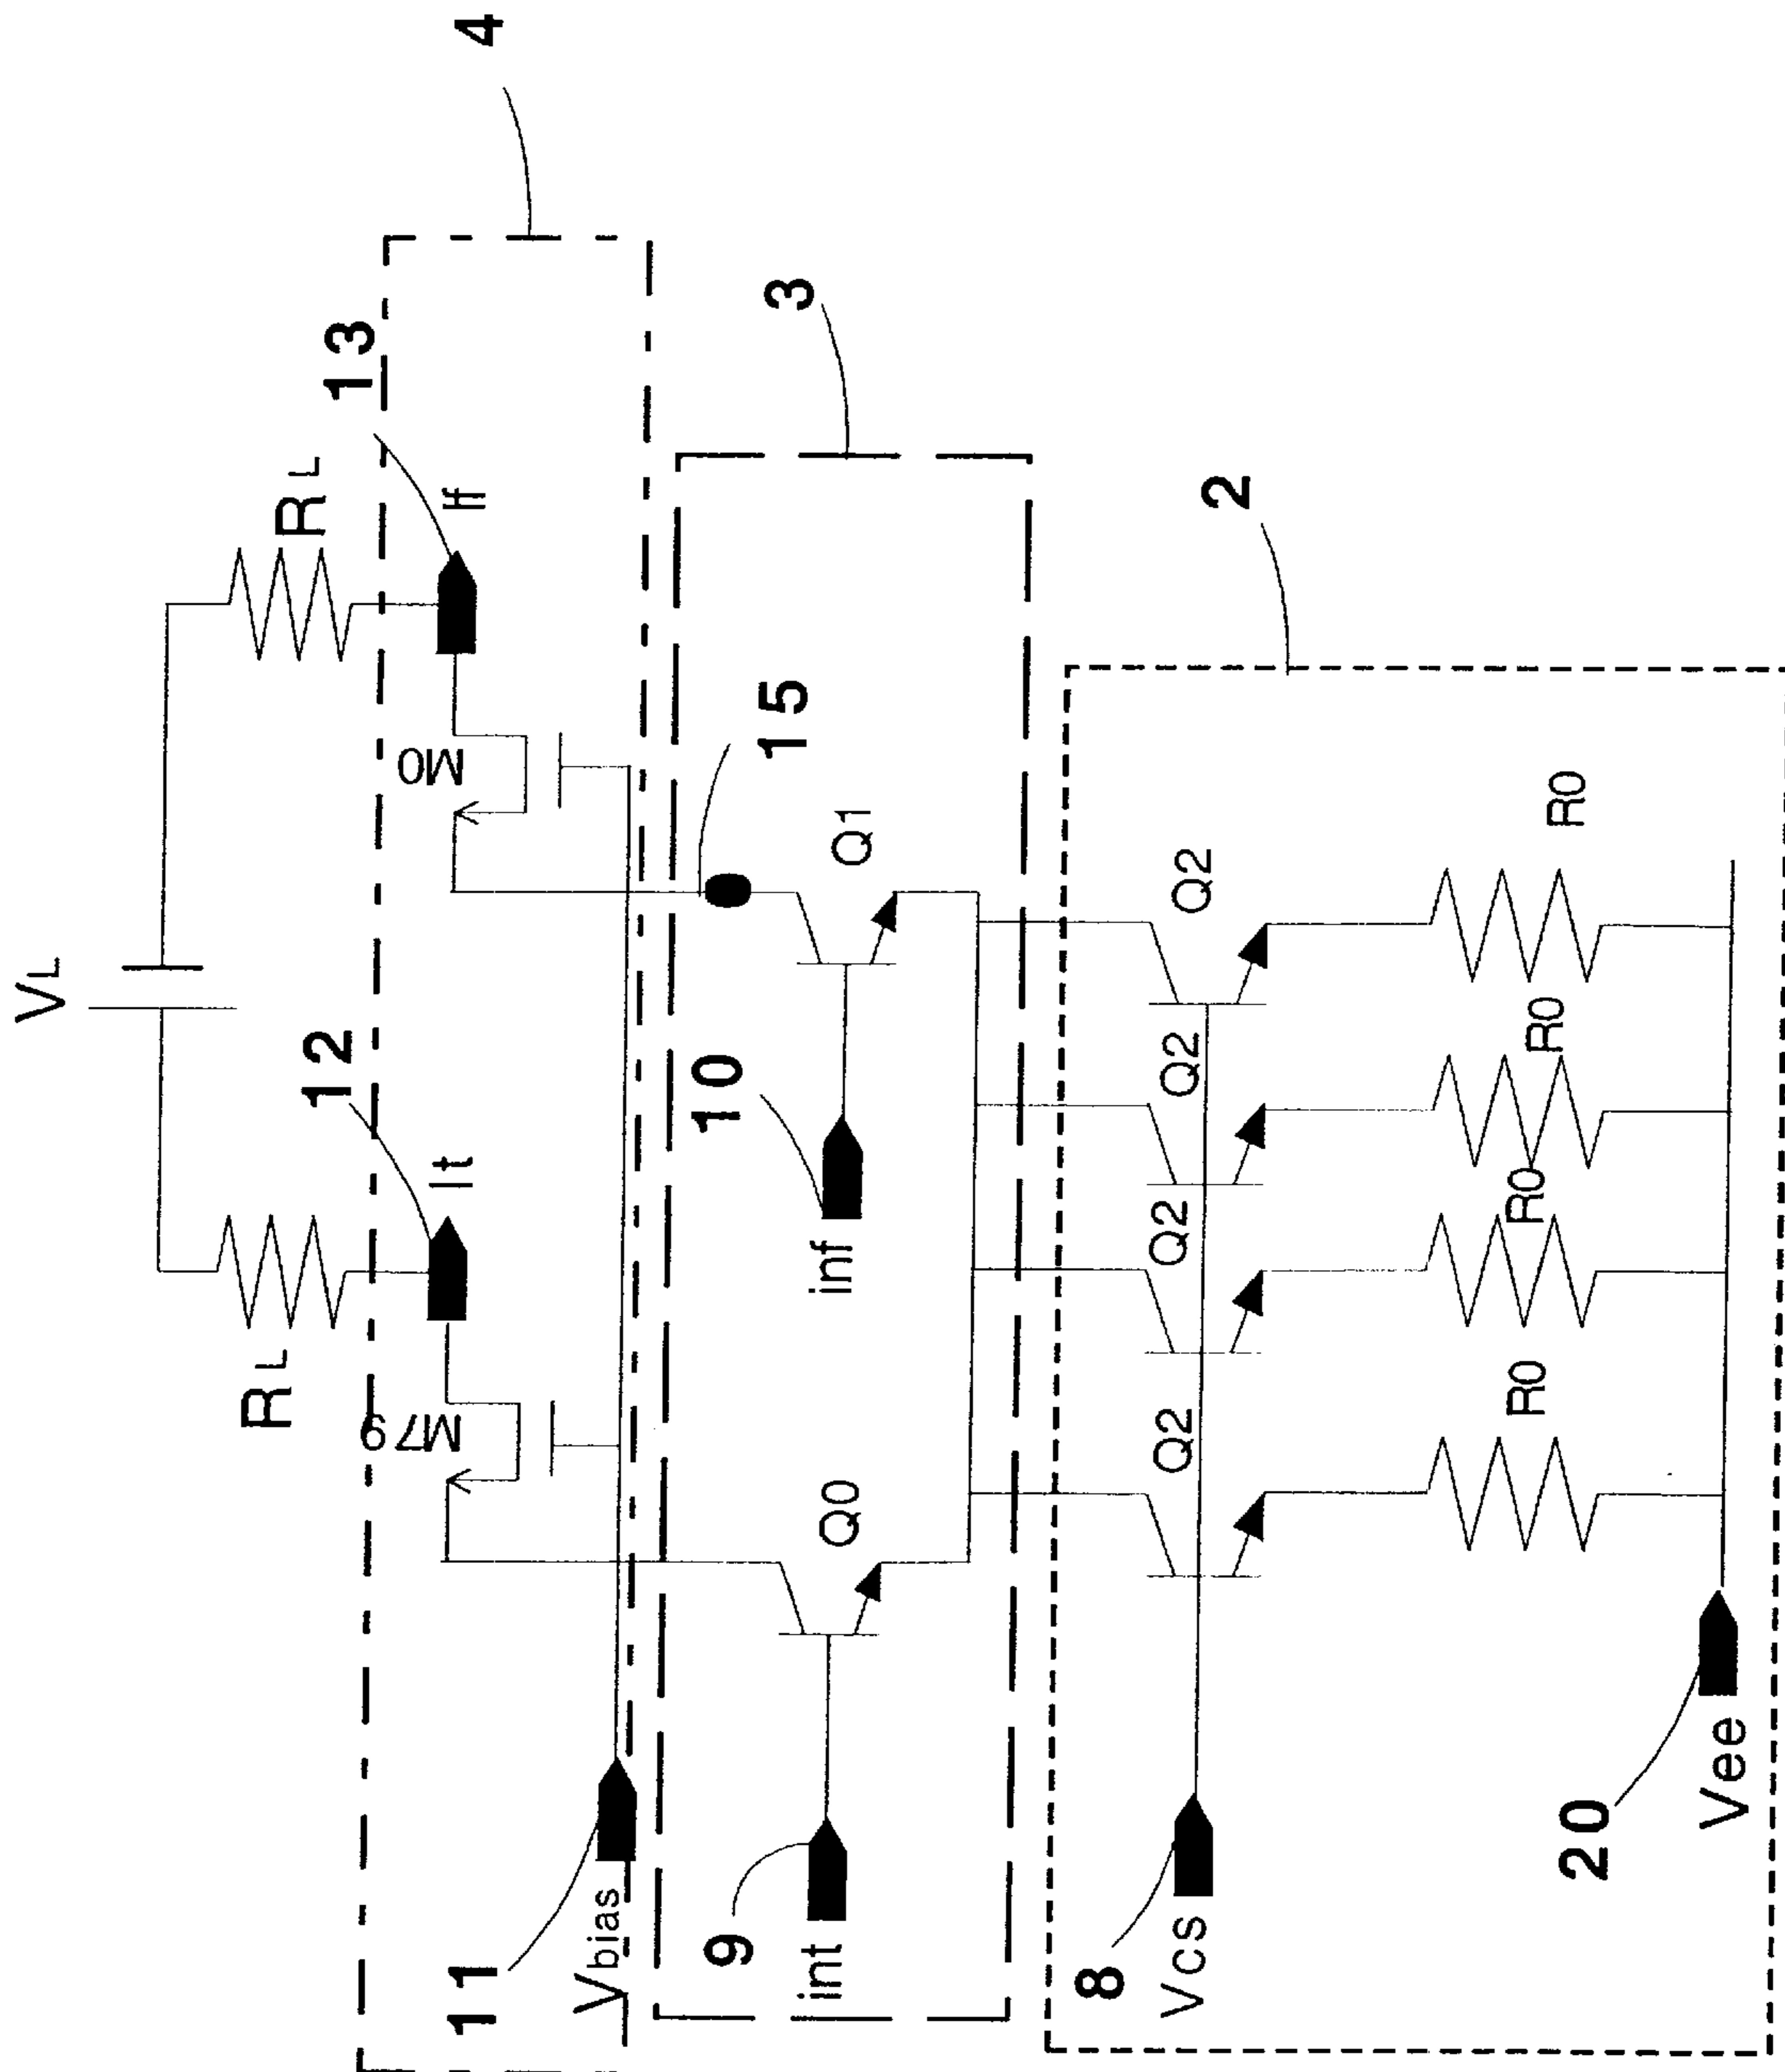 4
VL
RL
RL
13
12
It
If
M79
M0
3
11
Vbias
15
Q0
Q1
10
inf
9
int
2
Q2
Q2
Q2
Q2
8
Vcs
R0
R0
R0
R0
20
Vee